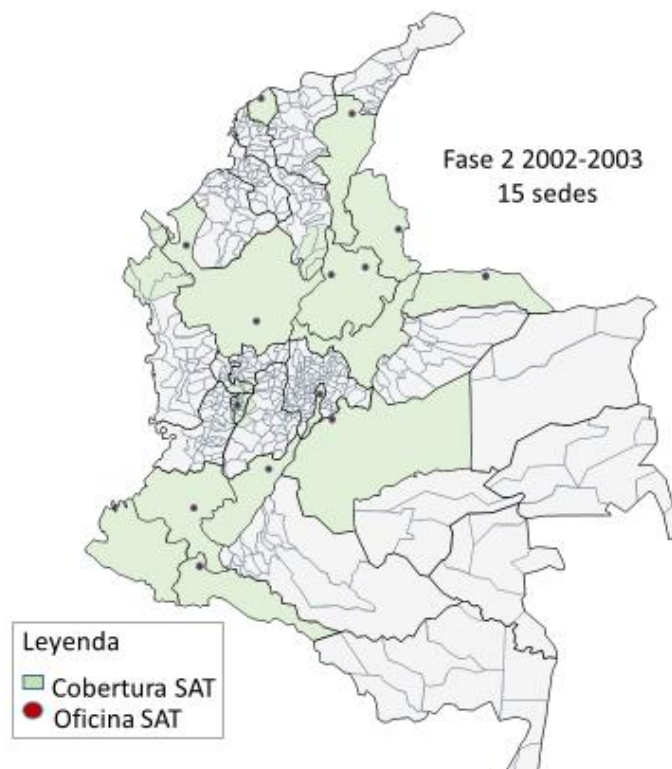 Fase 2 2002-2003
15 sedes
Leyenda
Cobertura SAT
Oficina SAT